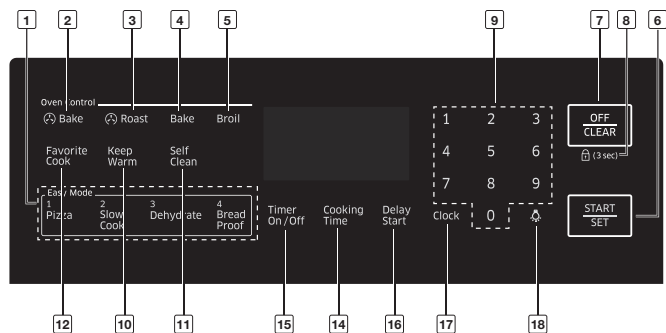 1 2 3 4 5 9 7 8 6
Oven Control
Bake Roast Bake Broil
Favorite Cook
Keep Warm
Self Clean
Easy Mode
1 Pizza
2 Slow Cook
3 Dehydrate
4 Bread Proof
Timer On/Off
Cooking Time
Delay Start
Clock
1 2 3
4 5 6
7 8 9
0
OFF
CLEAR
(3 sec)
START
SET
12 10 11 15 14 16 17 18